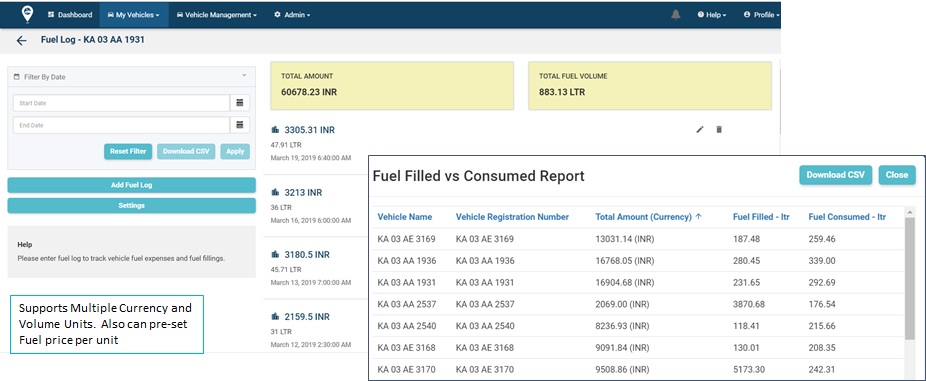 Dashboard My Vehicles Vehicle Management Admin Help Profile
Fuel Log - KA 03 AA 1931
Filter By Date
Start Date
End Date
Reset Filter Download CSV Apply
Add Fuel Log
Settings
Help
Please enter fuel log to track vehicle fuel expenses and fuel fillings.
Supports Multiple Currency and
Volume Units. Also can pre-set
Fuel price per unit
TOTAL AMOUNT
60678.23 INR
TOTAL FUEL VOLUME
883.13 LTR
3305.31 INR
47.91 LTR
March 19, 2019 6:40:00 AM
3213 INR
36 LTR
March 16, 2019 6:00:00 AM
3180.5 INR
45.71 LTR
March 13, 2019 7:00:00 AM
2159.5 INR
31 LTR
March 12, 2019 2:30:00 AM
Fuel Filled vs Consumed Report
Download CSV Close
Vehicle Name Vehicle Registration Number Total Amount (Currency) ↑ Fuel Filled - ltr Fuel Consumed - ltr
KA 03 AE 3169 KA 03 AE 3169 13031.14 (INR) 187.48 259.46
KA 03 AA 1936 KA 03 AA 1936 16768.05 (INR) 280.45 339.00
KA 03 AA 1931 KA 03 AA 1931 16904.68 (INR) 231.65 292.69
KA 03 AA 2537 KA 03 AA 2537 2069.00 (INR) 3870.68 176.54
KA 03 AA 2540 KA 03 AA 2540 8236.93 (INR) 118.41 215.66
KA 03 AE 3168 KA 03 AE 3168 9091.84 (INR) 130.01 208.35
KA 03 AE 3170 KA 03 AE 3170 9508.86 (INR) 5173.30 242.31